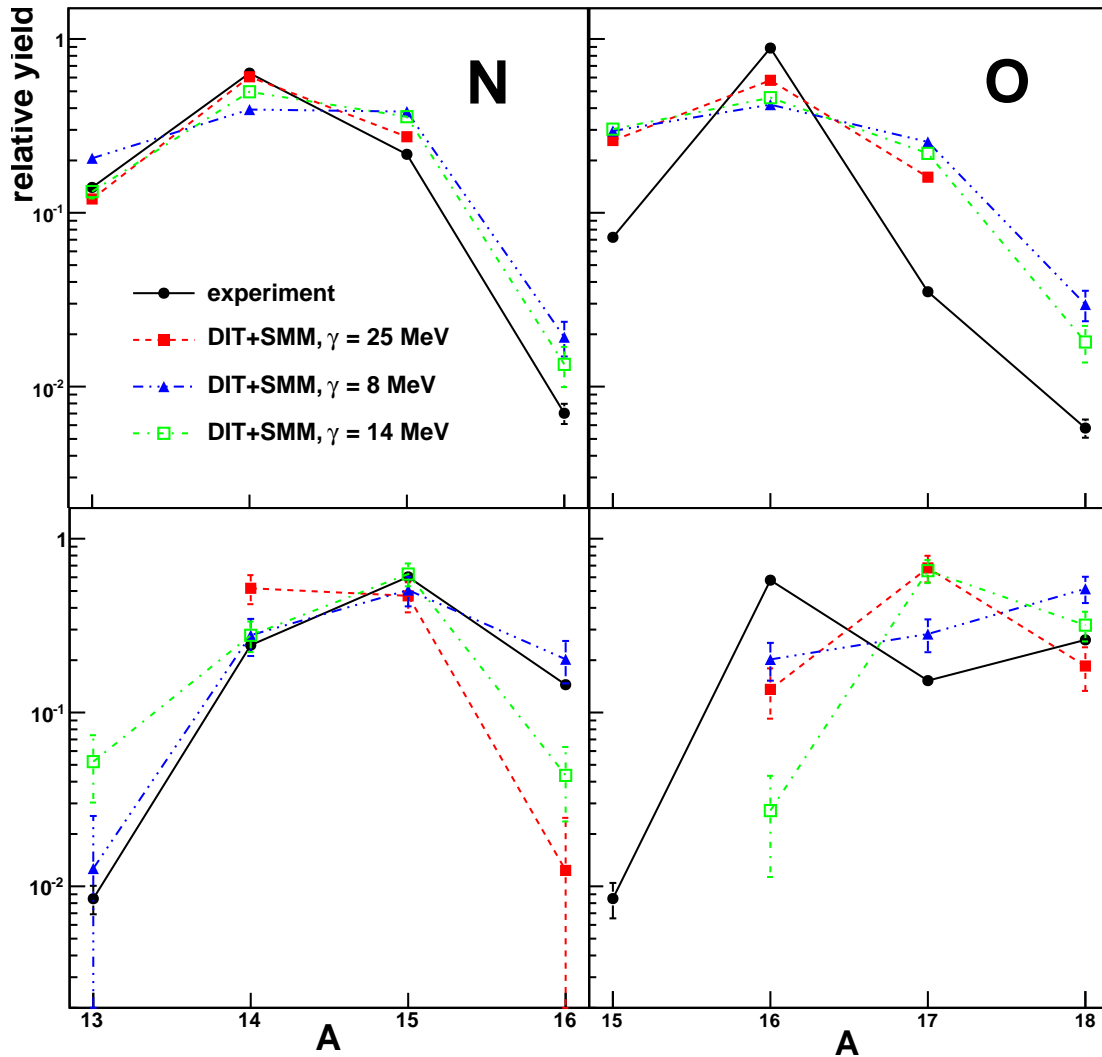 relative yield
1
10-1
10-2
N
O
experiment
DIT+SMM, γ = 25 MeV
DIT+SMM, γ = 8 MeV
DIT+SMM, γ = 14 MeV
1
10-1
10-2
13 14 15 16
A
15 16 17 18
A